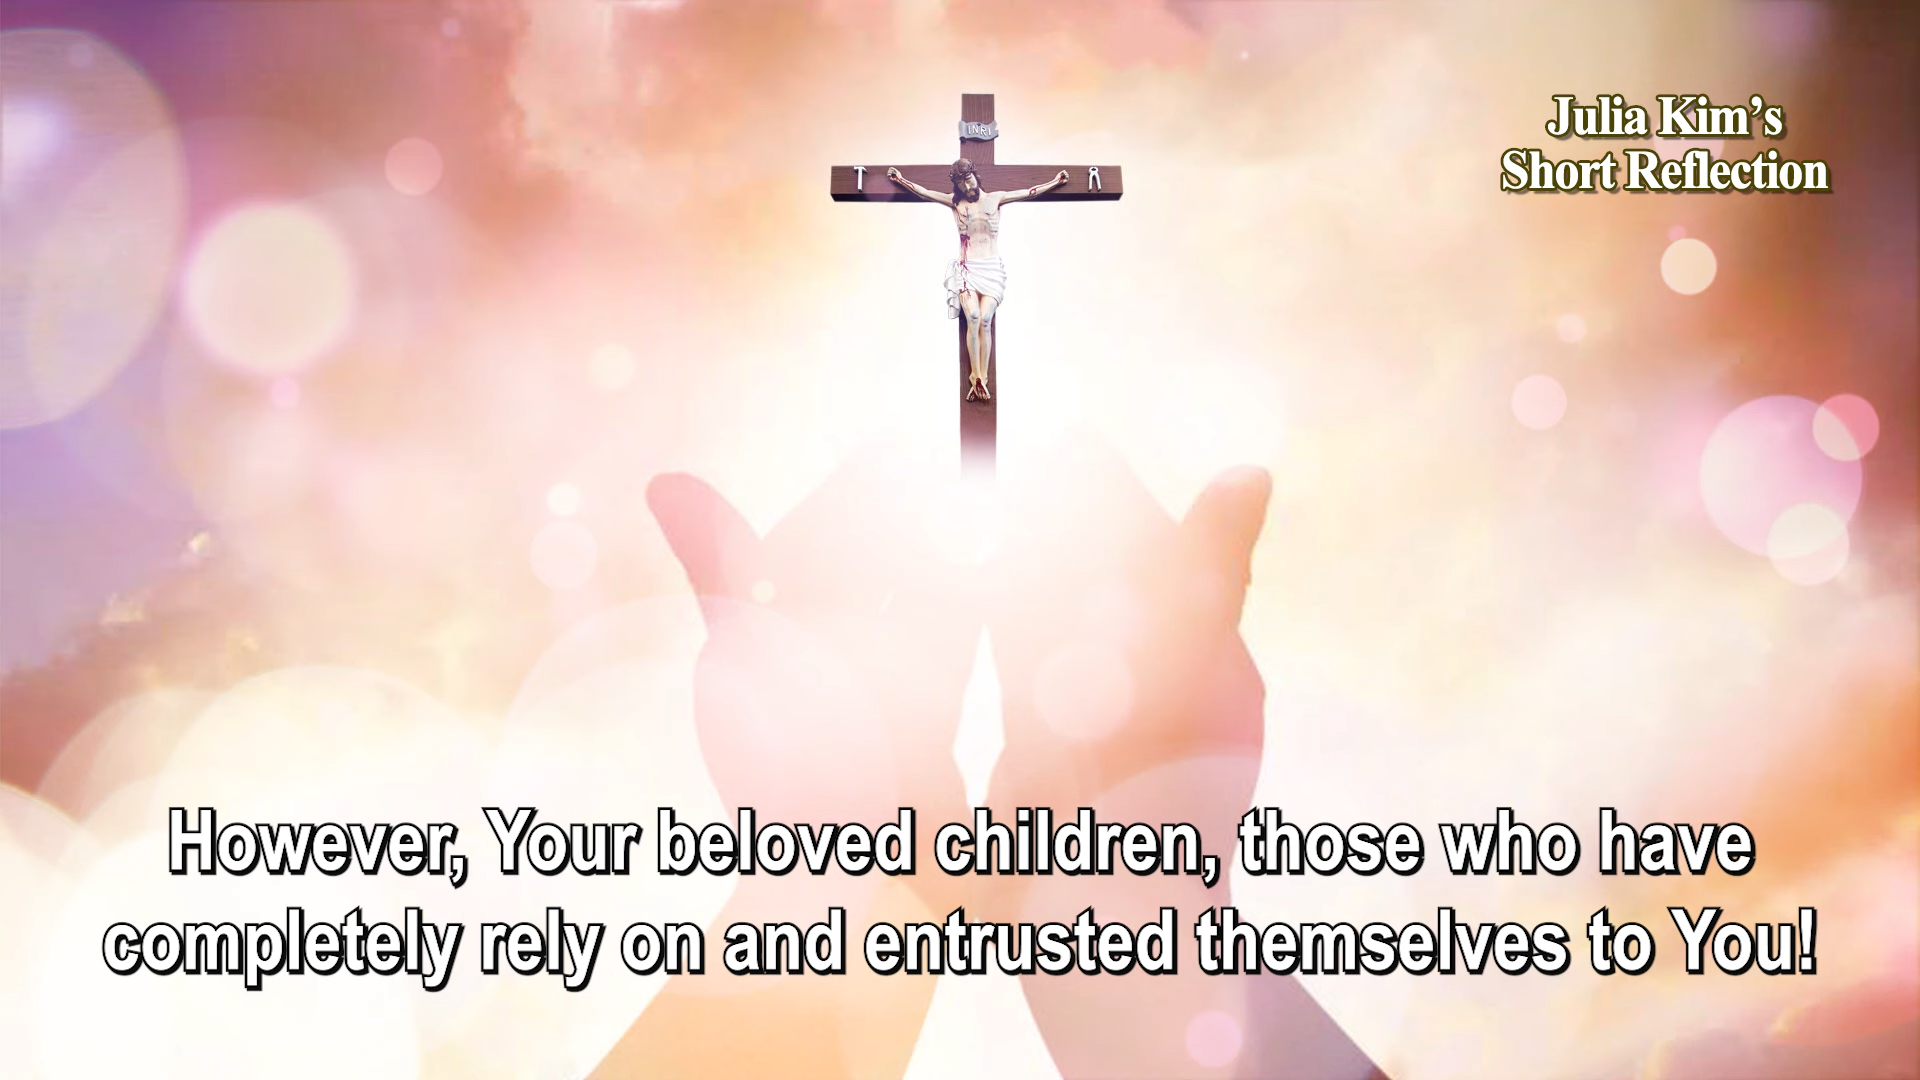 Julia Kim’s
Short Reflection
INRI
However, Your beloved children, those who have
completely rely on and entrusted themselves to You!